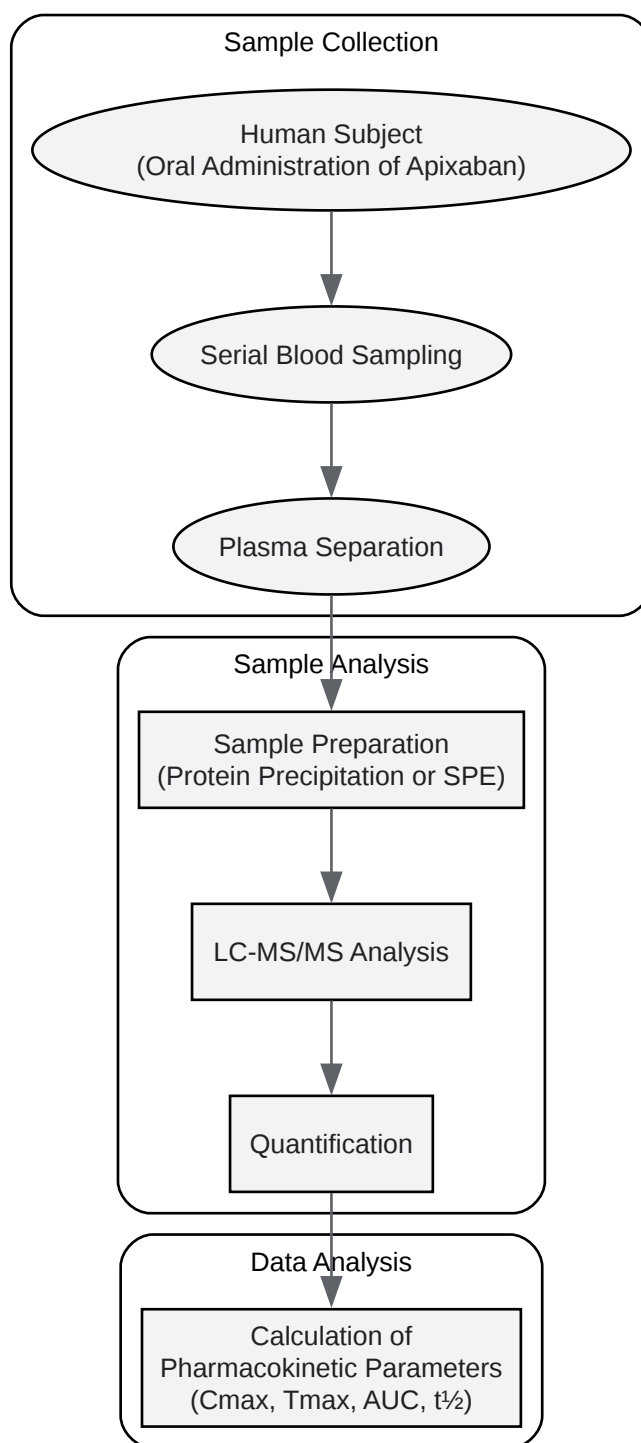 Sample Collection
Human Subject
(Oral Administration of Apixaban)
Serial Blood Sampling
Plasma Separation
Sample Analysis
Sample Preparation
(Protein Precipitation or SPE)
LC-MS/MS Analysis
Quantification
Data Analysis
Calculation of
Pharmacokinetic Parameters
(Cmax, Tmax, AUC, t½)